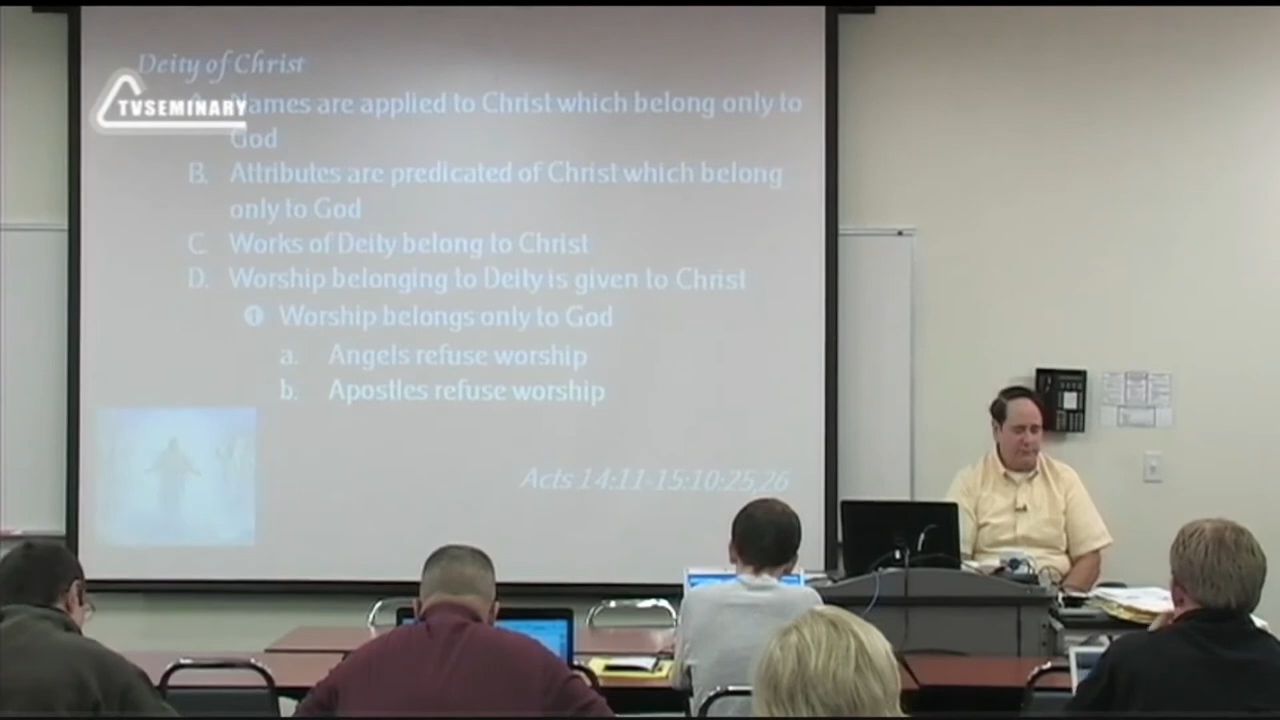 Deity of Christ
TVSEMINARY
Names are applied to Christ which belong only to
God
B. Attributes are predicated of Christ which belong
only to God
C. Works of Deity belong to Christ
D. Worship belonging to Deity is given to Christ
1 Worship belongs only to God
a. Angels refuse worship
b. Apostles refuse worship
Acts 14:11-15;10:25,26